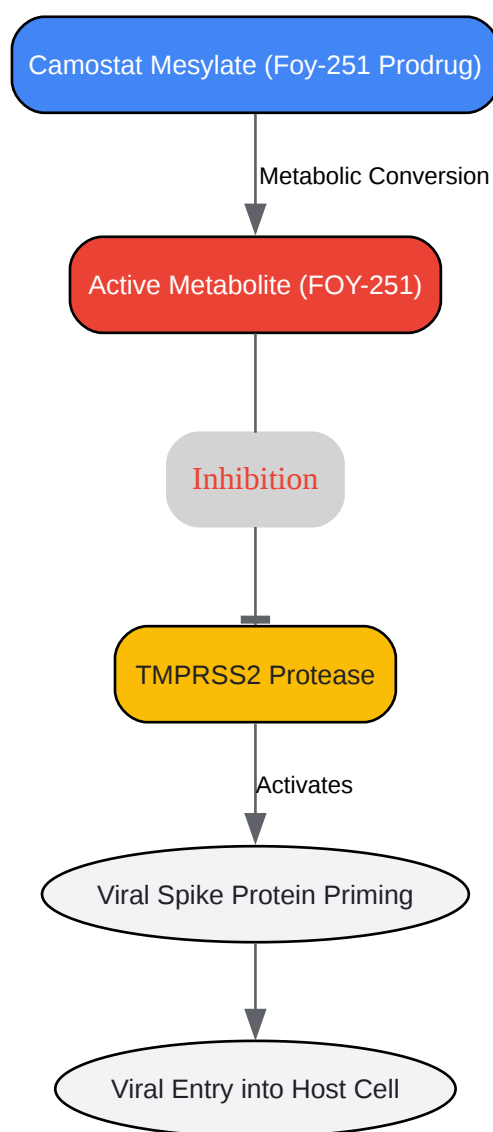 Camostat Mesylate (Foy-251 Prodrug)
Metabolic Conversion
Active Metabolite (FOY-251)
Inhibition
TMPRSS2 Protease
Activates
Viral Spike Protein Priming
Viral Entry into Host Cell